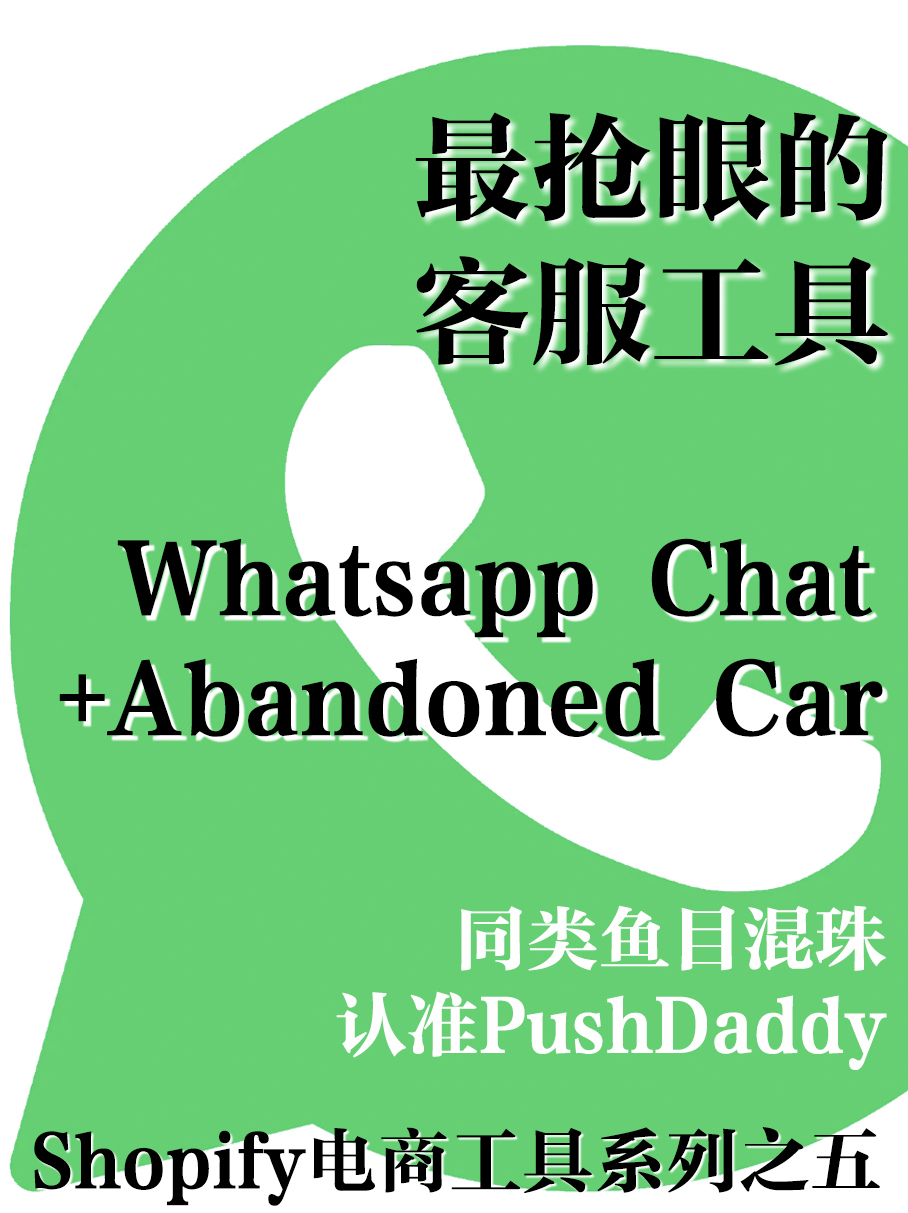 最抢眼的
客服工具
Whatsapp Chat
+Abandoned Car
同类鱼目混珠
认准PushDaddy
Shopify电商工具系列之五